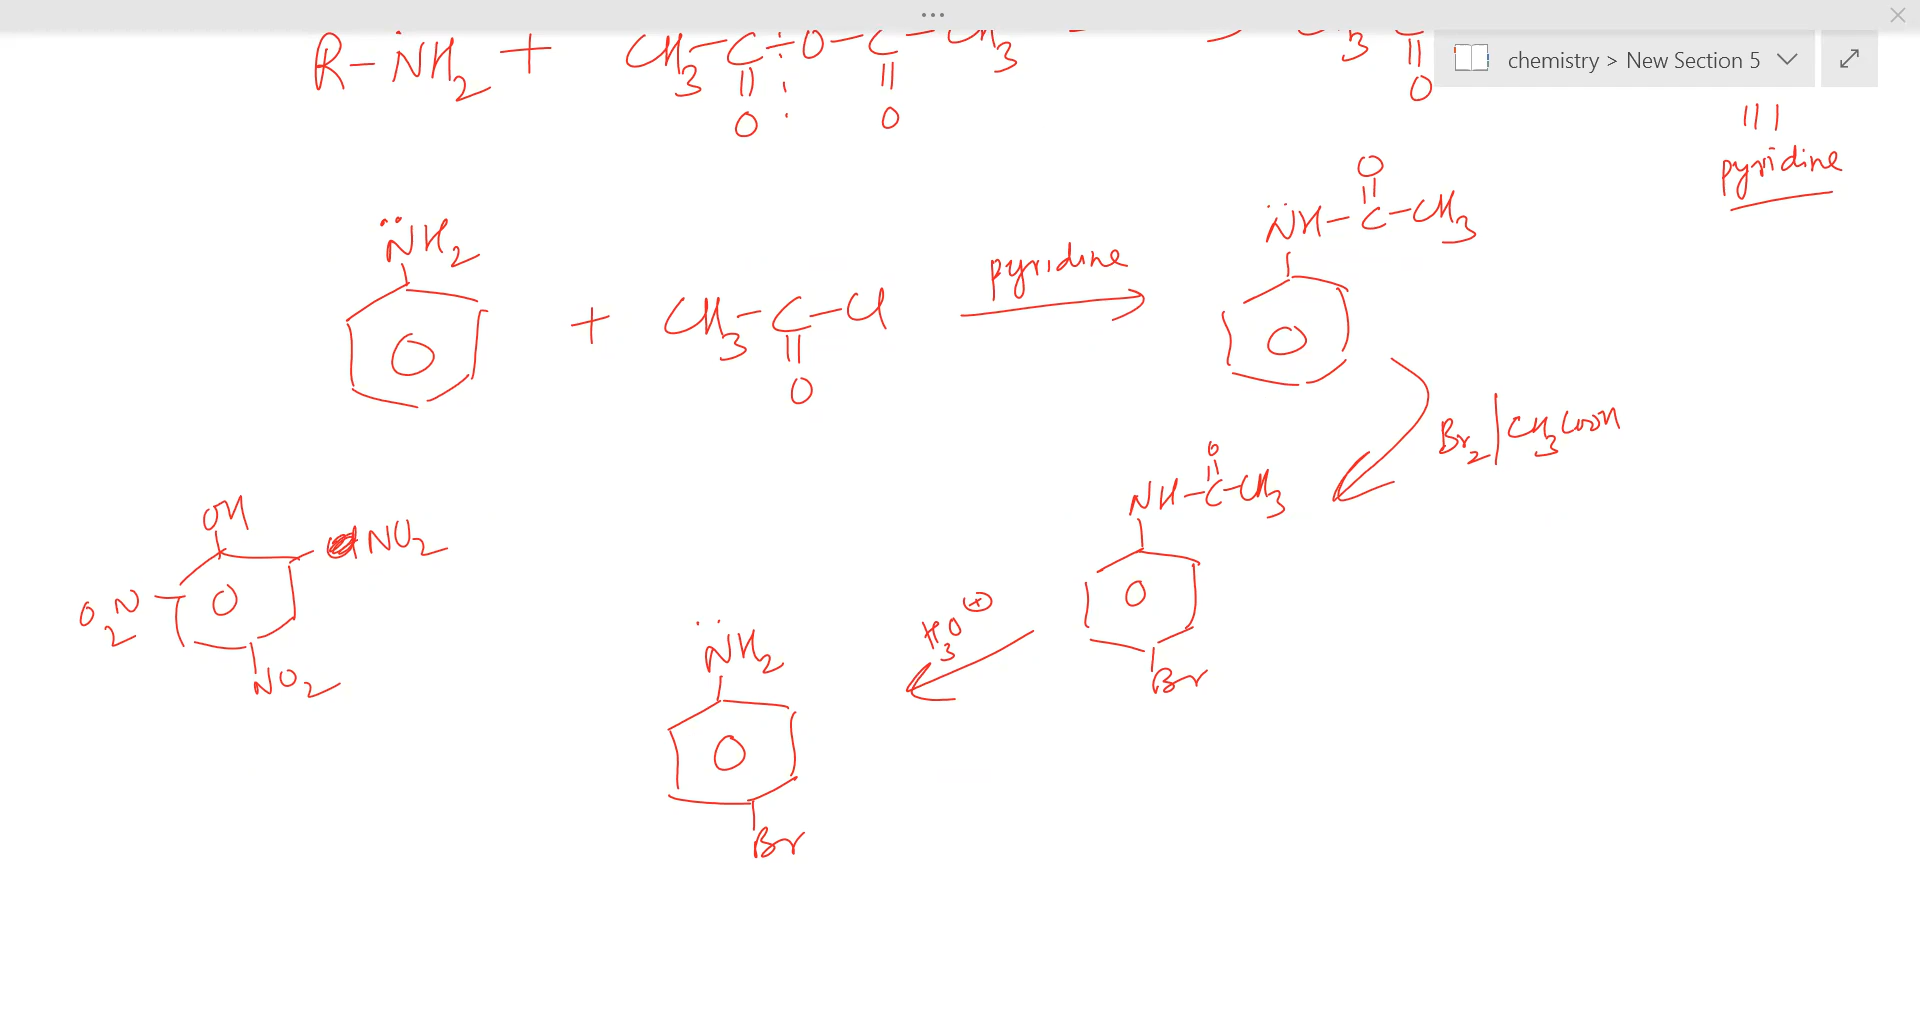 ...
chemistry > New Section 5
R-NH2 + CH3-C-O-C-CH3
O O O
pyridine
O
NH-C-CH3
NH2
pyridine
+ CH3-C-Cl
O
Br2 | CH3COOH
O
NH-C-CH3
OH
NO2
O2N
NO2
H3O+
NH2
Br
Br